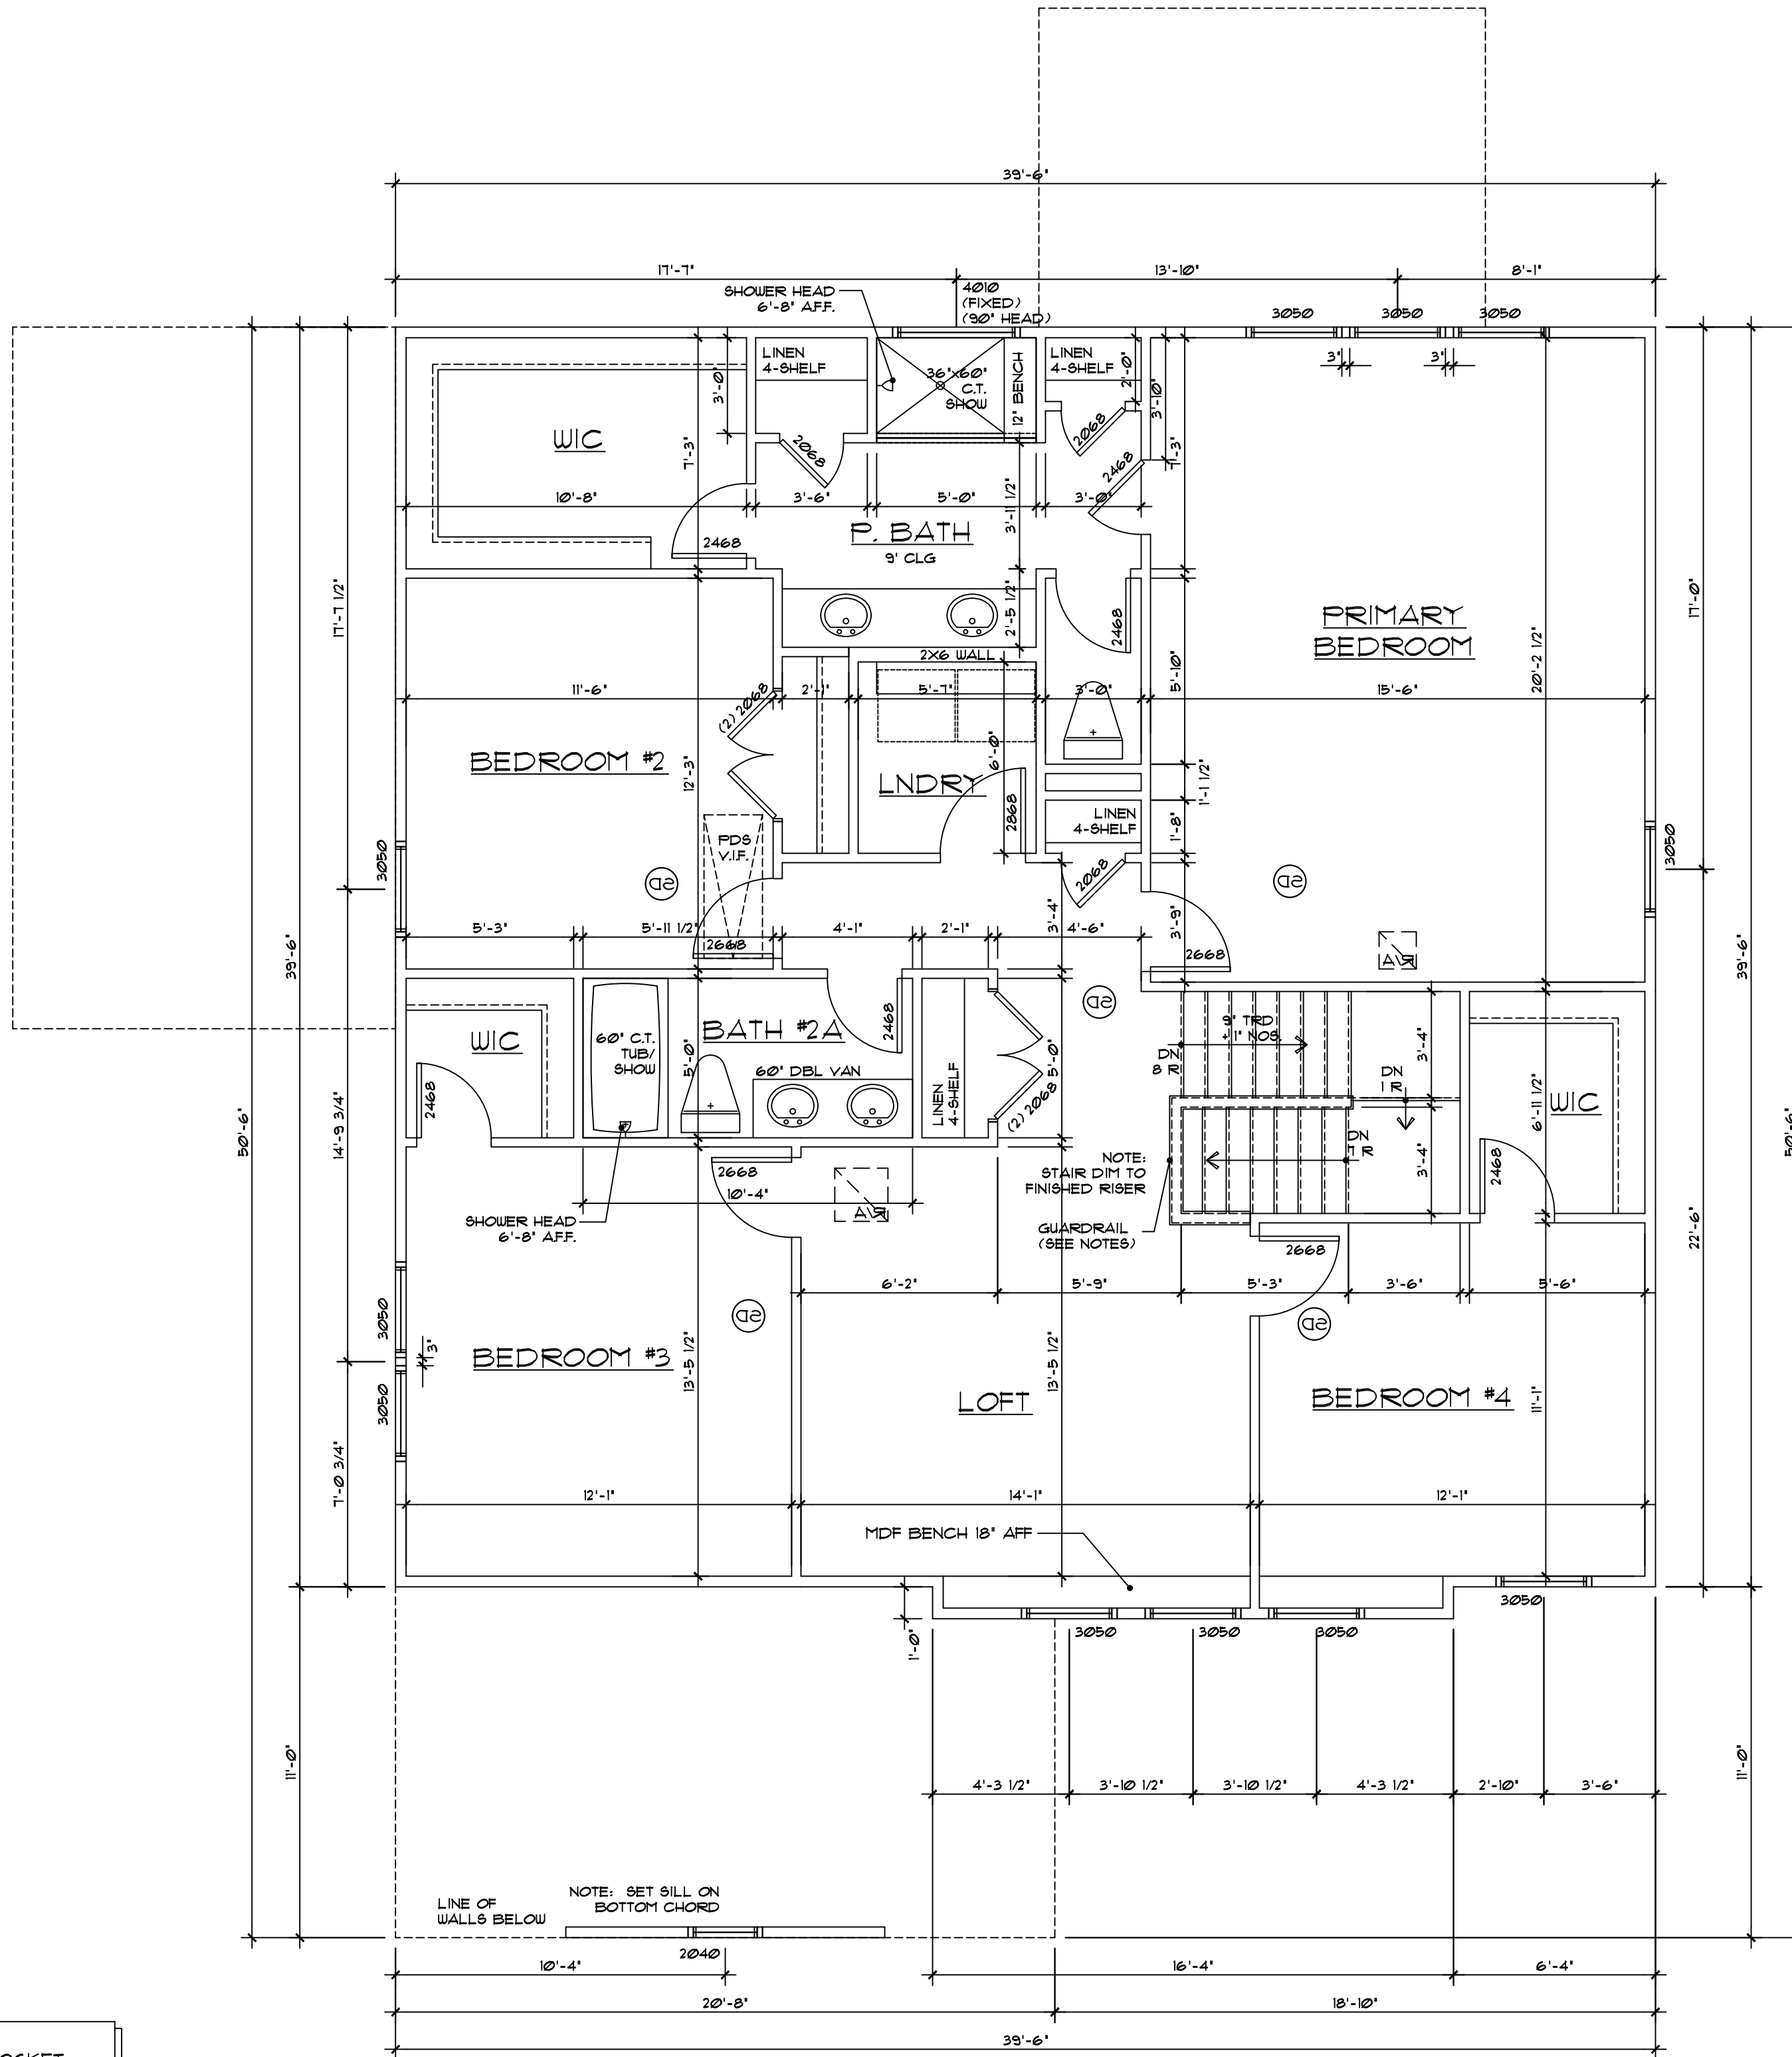 39'-6"
17'-7"
13'-10"
8'-1"
SHOWER HEAD
6'-8" A.F.F.
4010
(FIXED)
(90" HEAD)
3050
3050
3050
LINEN
4-SHELF
LINEN
4-SHELF
3'-0"
36"x60"
C.T.
SHOW
12" BENCH
2'-0"
3'-10"
3"
3"
WIC
7'-3"
2068
2068
2468
7'-3"
10'-8"
3'-6"
5'-0"
3'-11 1/2"
3'-0"
2468
P. BATH
9' CLG
2'-5 1/2"
2468
PRIMARY
BEDROOM
17'-7 1/2"
17'-0"
2X6 WALL
20'-2 1/2"
5'-10"
11'-6"
2'-1"
5'-7"
3'-0"
15'-6"
(2) 2068
BEDROOM #2
12'-3"
6'-0"
LNDRY
1'-1 1/2"
2868
LINEN
4-SHELF
1'-8"
PDS
V.I.F.
3050
3050
SD
SD
2068
5'-3"
5'-11 1/2"
4'-1"
2'-1"
3'-4"
4'-6"
3'-9"
2668
2668
A\R
39'-6"
39'-6"
SD
WIC
60" C.T.
TUB/
SHOW
BATH #2A
2468
5'-0"
60" DBL VAN
LINEN
4-SHELF
5'-0"
(2) 2068
9" TRD
+ 1" NOS.
DN
8 R
3'-4"
DN
1 R
DN
7 R
3'-4"
6'-11 1/2"
WIC
2468
2468
50'-6"
50'-6"
14'-9 3/4"
NOTE:
STAIR DIM TO
FINISHED RISER
2668
10'-4"
A\R
SHOWER HEAD
6'-8" A.F.F.
GUARDRAIL
(SEE NOTES)
2668
22'-6"
6'-2"
5'-9"
5'-3"
3'-6"
5'-6"
3050
SD
SD
3"
BEDROOM #3
13'-5 1/2"
13'-5 1/2"
LOFT
BEDROOM #4
11'-1"
3050
7'-0 3/4"
12'-1"
14'-1"
12'-1"
MDF BENCH 18" AFF
3050
1'-0"
3050
3050
3050
11'-0"
11'-0"
4'-3 1/2"
3'-10 1/2"
3'-10 1/2"
4'-3 1/2"
2'-10"
3'-6"
LINE OF
WALLS BELOW
NOTE: SET SILL ON
BOTTOM CHORD
2040
10'-4"
16'-4"
6'-4"
20'-8"
18'-10"
39'-6"